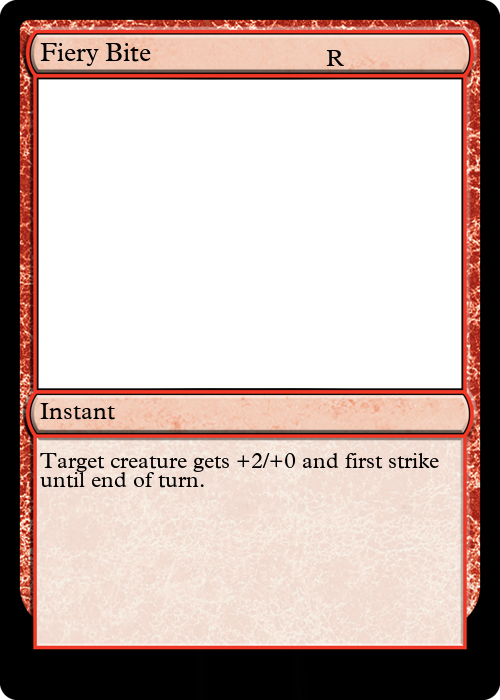 Fiery Bite R
Instant
Target creature gets +2/+0 and first strike
until end of turn.